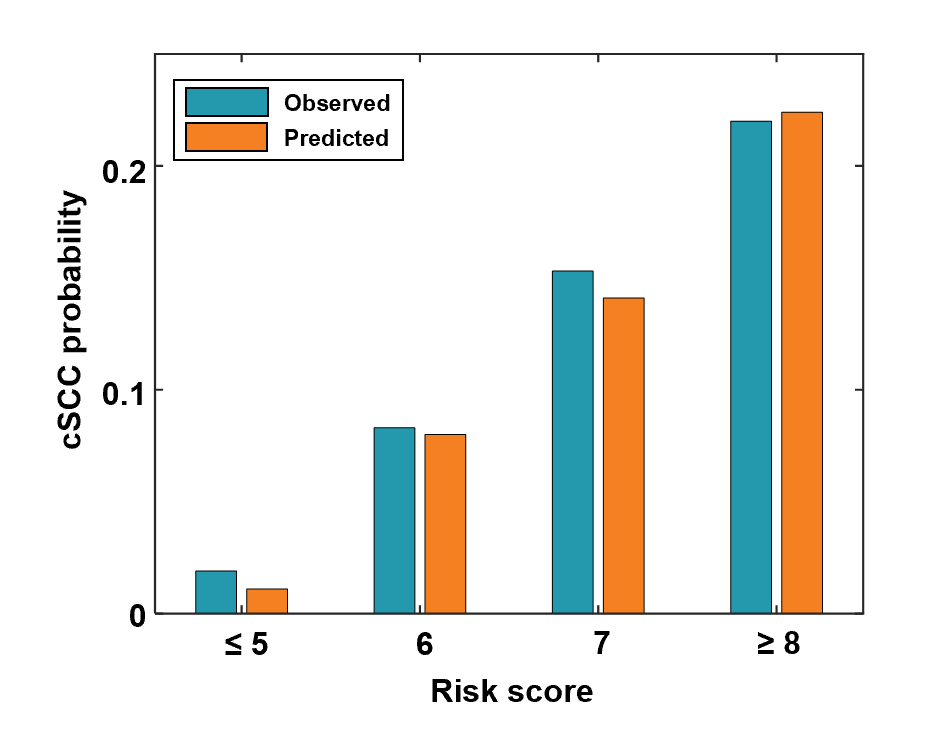 Observed
Predicted
cSCC probability
0.2
0.1
0
≤ 5
6
7
≥ 8
Risk score